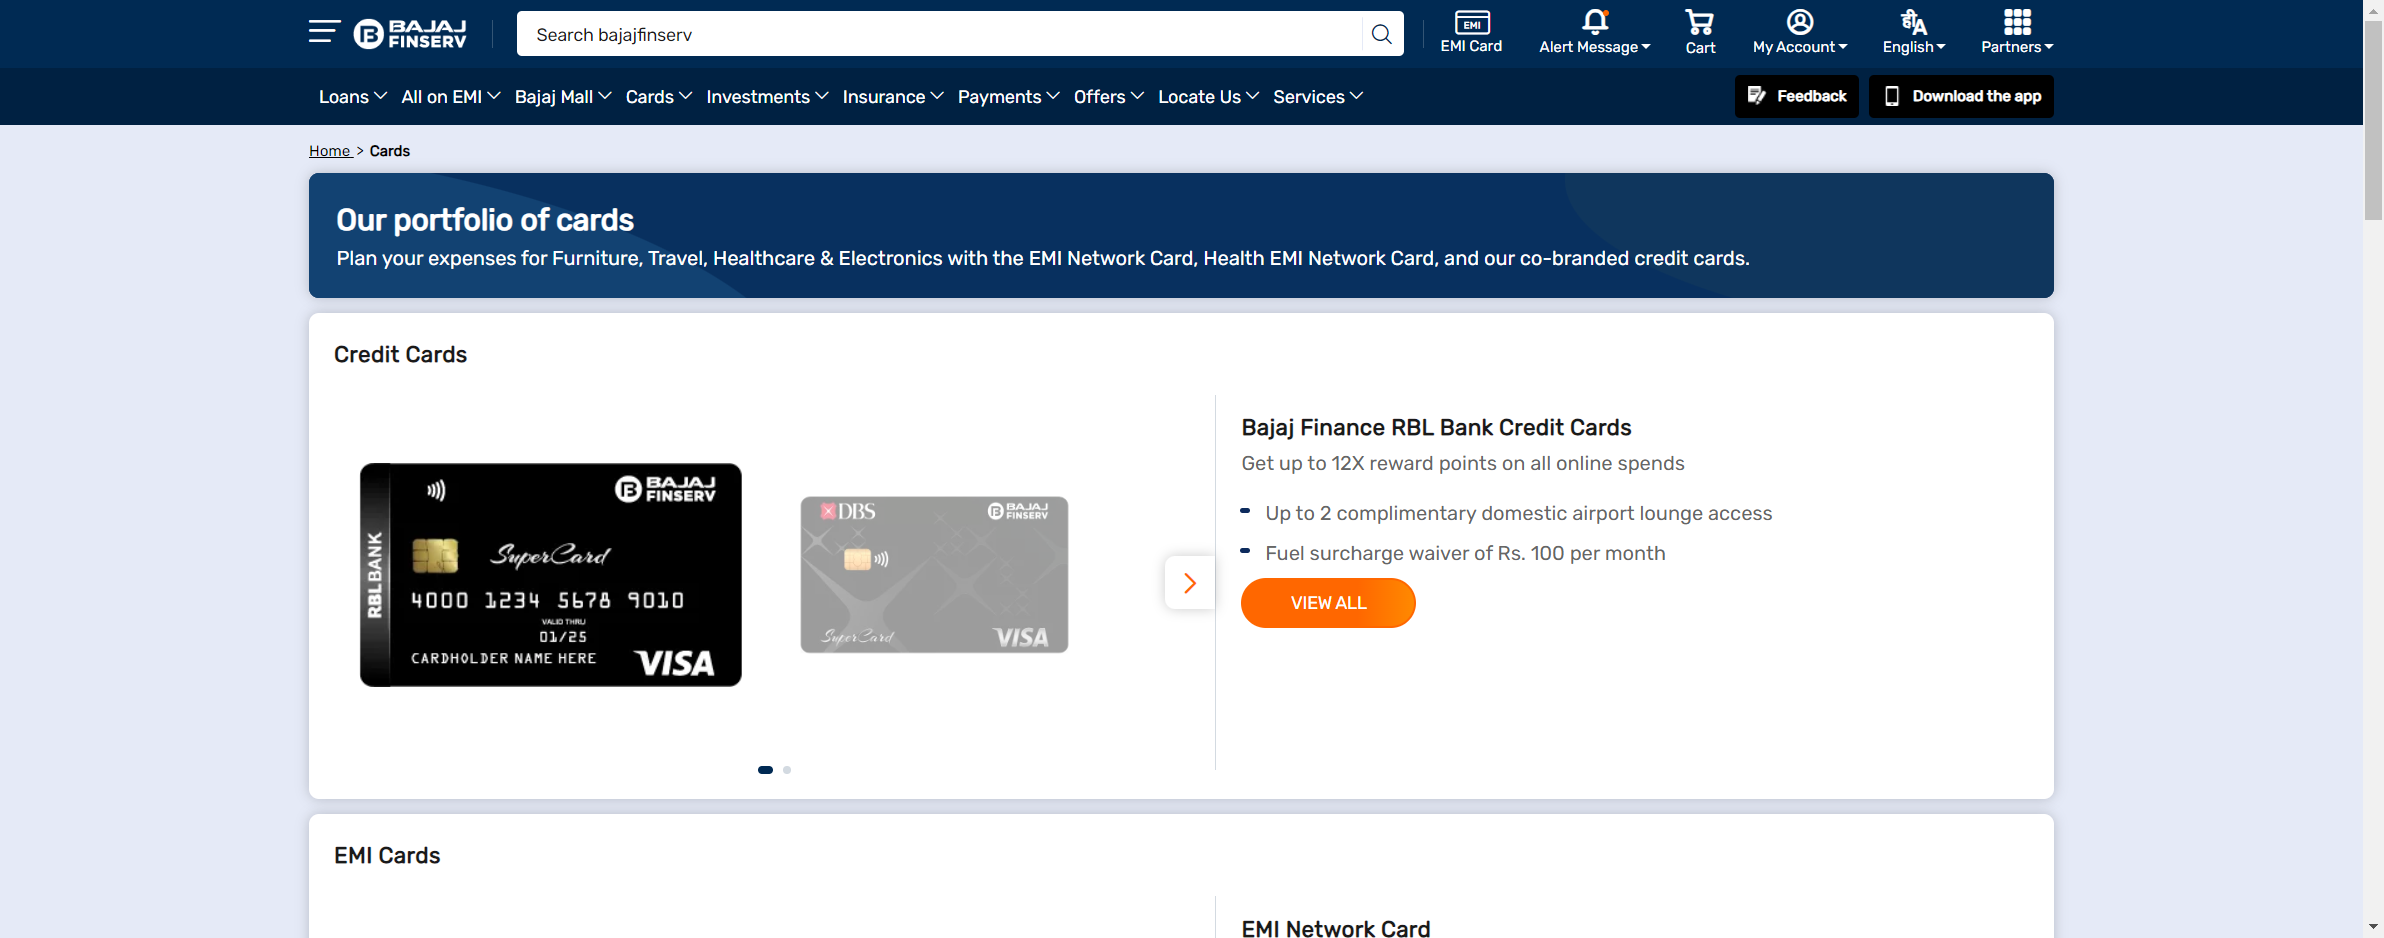 BAJAJ FINSERV
Search bajajfinserv
EMI
EMI Card
Alert Message
Cart
My Account
हीA
English
Partners
Loans
All on EMI
Bajaj Mall
Cards
Investments
Insurance
Payments
Offers
Locate Us
Services
Feedback
Download the app
Home > Cards
Our portfolio of cards
Plan your expenses for Furniture, Travel, Healthcare & Electronics with the EMI Network Card, Health EMI Network Card, and our co-branded credit cards.
Credit Cards
BAJAJ FINSERV
RBLBANK
SuperCard
4000 1234 5678 9010
VALID THRU
01/25
CARDHOLDER NAME HERE
VISA
DBS
BAJAJ FINSERV
SuperCard
VISA
Bajaj Finance RBL Bank Credit Cards
Get up to 12X reward points on all online spends
Up to 2 complimentary domestic airport lounge access
Fuel surcharge waiver of Rs. 100 per month
VIEW ALL
EMI Cards
EMI Network Card